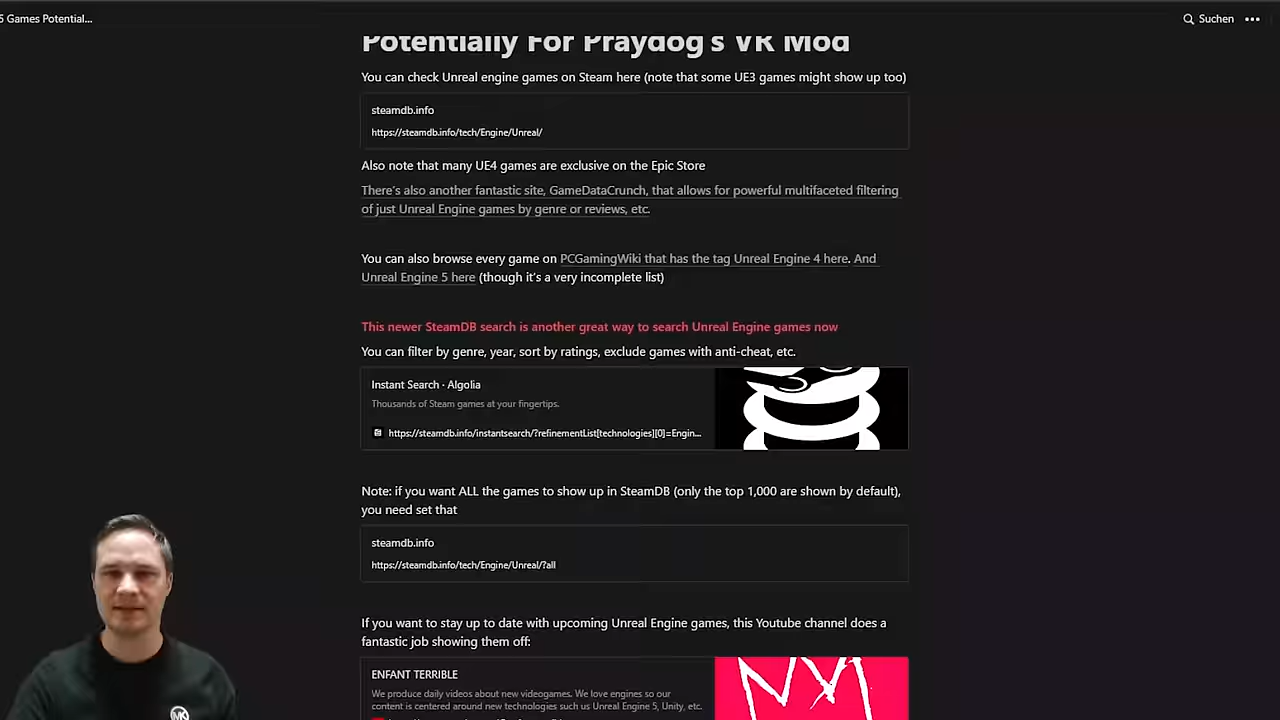 5 Games Potential...
Suchen
Potentially For Praydog's VR Mod
You can check Unreal engine games on Steam here (note that some UE3 games might show up too)
steamdb.info
https://steamdb.info/tech/Engine/Unreal/
Also note that many UE4 games are exclusive on the Epic Store
There's also another fantastic site, GameDataCrunch, that allows for powerful multifaceted filtering
of just Unreal Engine games by genre or reviews, etc.
You can also browse every game on PCGamingWiki that has the tag Unreal Engine 4 here. And
Unreal Engine 5 here (though it's a very incomplete list)
This newer SteamDB search is another great way to search Unreal Engine games now
You can filter by genre, year, sort by ratings, exclude games with anti-cheat, etc.
Instant Search · Algolia
Thousands of Steam games at your fingertips.
https://steamdb.info/instantsearch/?refinementList[technologies][0]=Engin...
Note: if you want ALL the games to show up in SteamDB (only the top 1,000 are shown by default),
you need set that
steamdb.info
https://steamdb.info/tech/Engine/Unreal/?all
If you want to stay up to date with upcoming Unreal Engine games, this Youtube channel does a
fantastic job showing them off:
ENFANT TERRIBLE
We produce daily videos about new videogames. We love engines so our
content is centered around new technologies such us Unreal Engine 5, Unity, etc.
MK